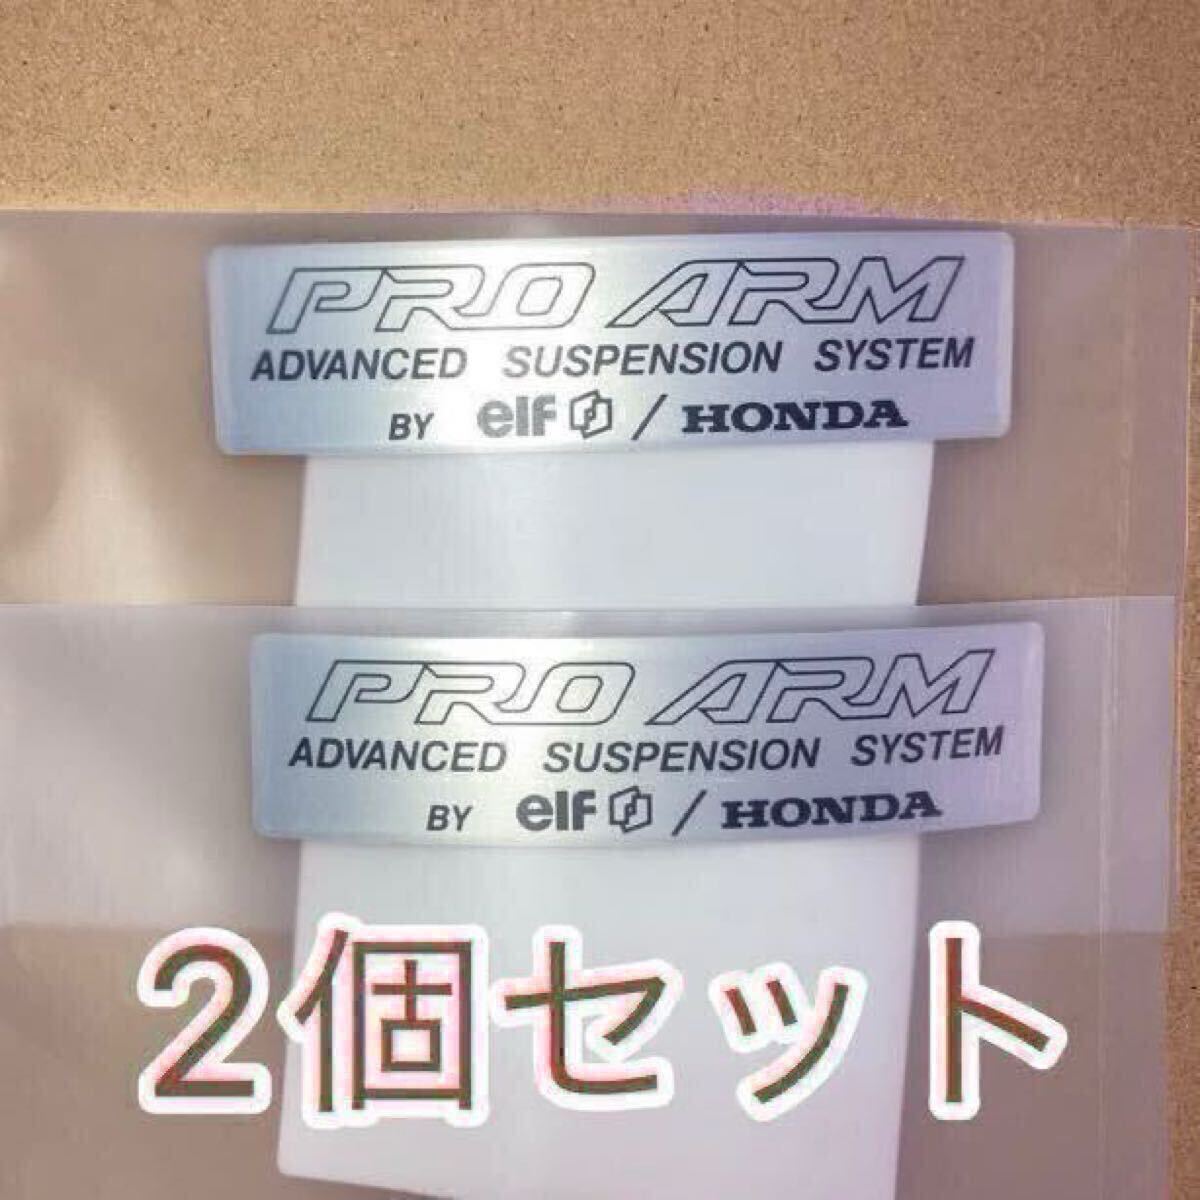 PRO ARM
ADVANCED SUSPENSION SYSTEM
BY elf / HONDA
PRO ARM
ADVANCED SUSPENSION SYSTEM
BY elf / HONDA
2個セット